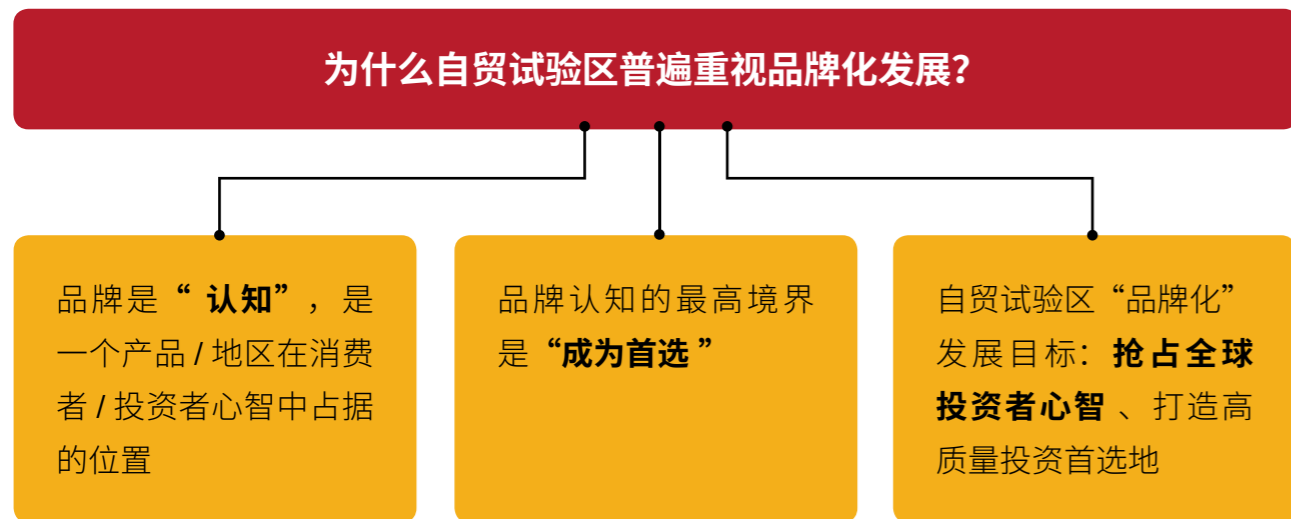 为什么自贸试验区普遍重视品牌化发展？
品牌是“认知”，是
一个产品 / 地区在消费
者 / 投资者心智中占据
的位置
品牌认知的最高境界
是“成为首选”
自贸试验区“品牌化”
发展目标：抢占全球
投资者心智、打造高
质量投资首选地